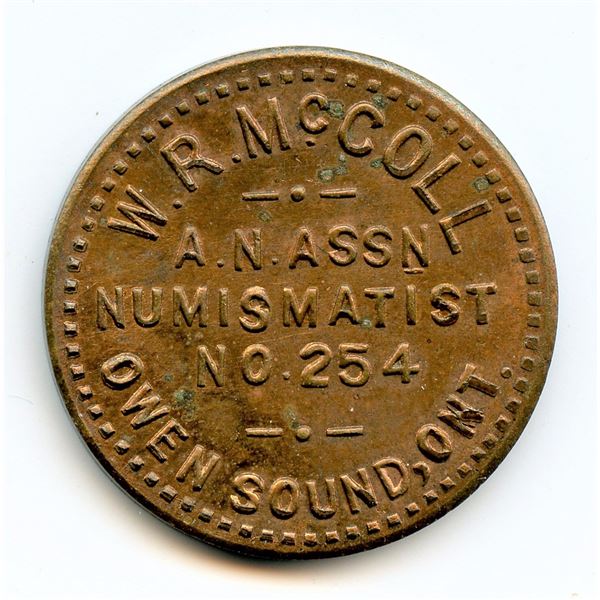 W.R.McCOLL
A.N.ASSN
NUMISMATIST
NO.254
OWEN SOUND, ONT.